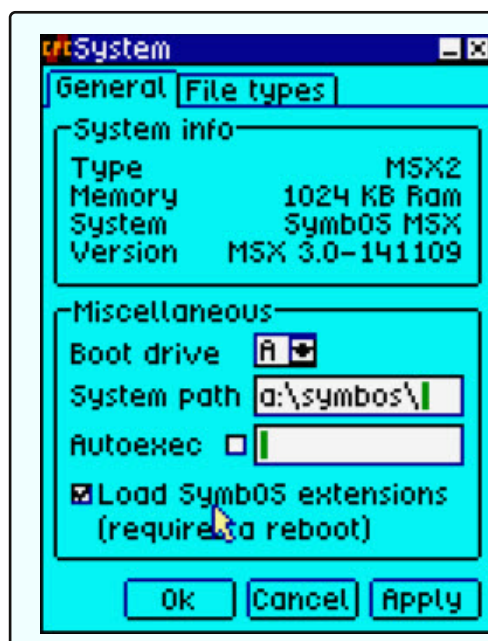 System
General File types
System info
Type MSX2
Memory 1024 KB Ram
System SymbOS MSX
Version MSX 3.0-141109
Miscellaneous
Boot drive A
System path a:\symbos\
Autoexec
Load SymbOS extensions
(require a reboot)
Ok Cancel Apply